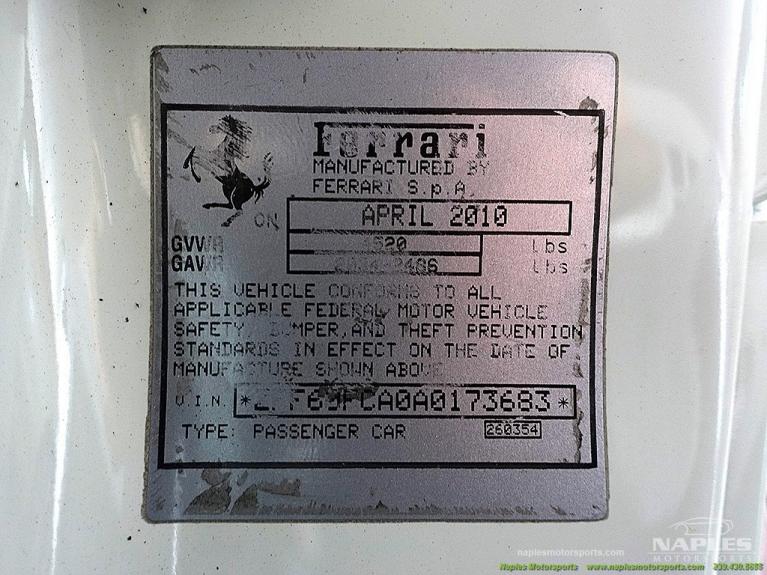 Ferrari
MANUFACTURED BY
FERRARI S.p.A.
ON APRIL 2010
GVWR lbs
GAWR lbs
THIS VEHICLE CONFORMS TO ALL
APPLICABLE FEDERAL MOTOR VEHICLE
SAFETY, BUMPER, AND THEFT PREVENTION
STANDARDS IN EFFECT ON THE DATE OF
MANUFACTURE SHOWN ABOVE
V.I.N.
TYPE: PASSENGER CAR 260354
NAPLES
MOTORSPORTS
naplesmotorsports.com
Naples Motorsports www.naplesmotorsports.com